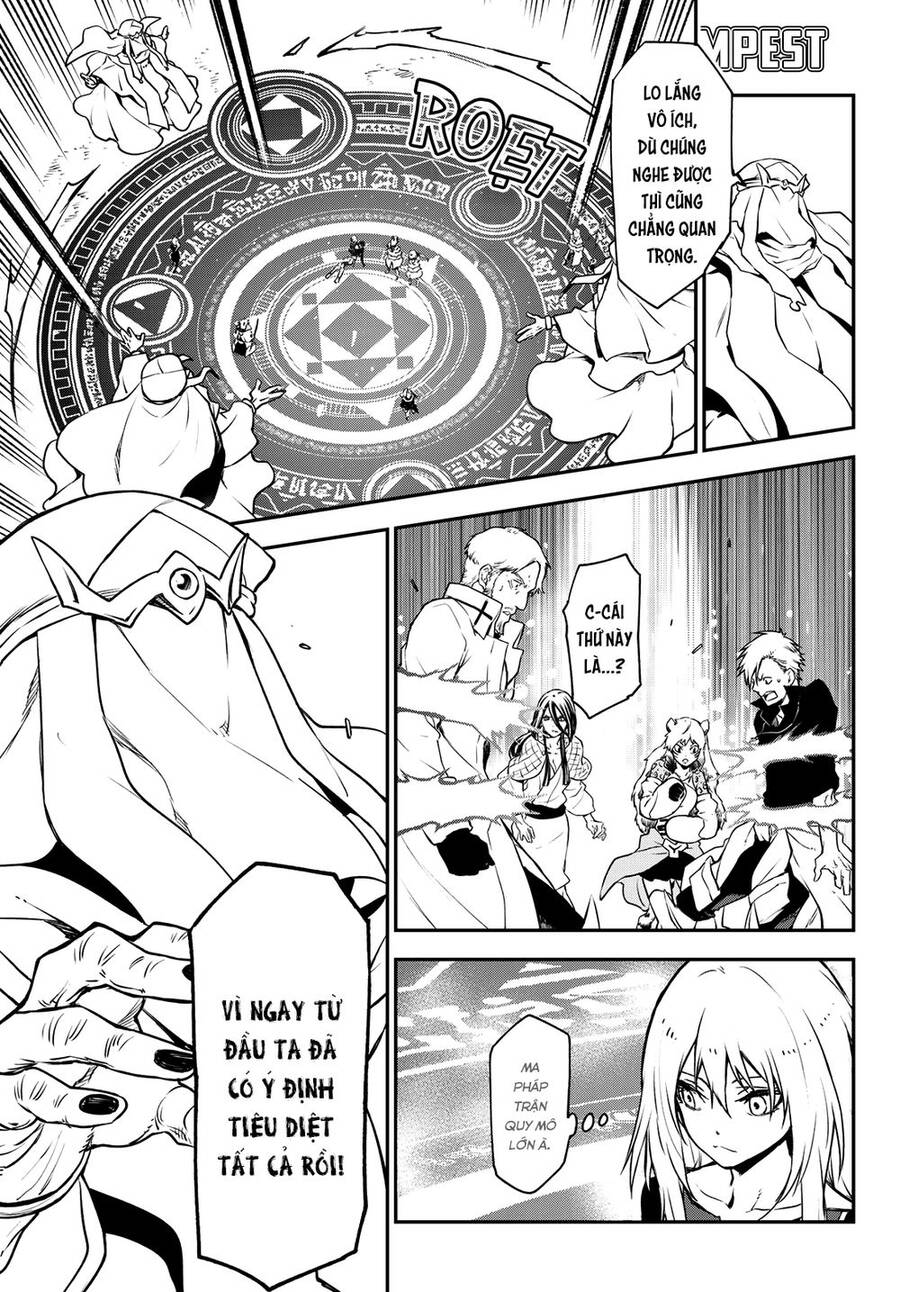 MPEST
LO LẮNG
VÔ ÍCH,
DÙ CHÚNG
NGHE ĐƯỢC
THÌ CŨNG
CHẲNG QUAN
TRỌNG.
ROẸT
C-CÁI
THỨ NÀY
LÀ...?
MA
PHÁP
TRẬN
QUY MÔ
LỚN À.
VÌ NGAY TỪ
ĐẦU TA ĐÃ
CÓ Ý ĐỊNH
TIÊU DIỆT
TẤT CẢ RỒI!